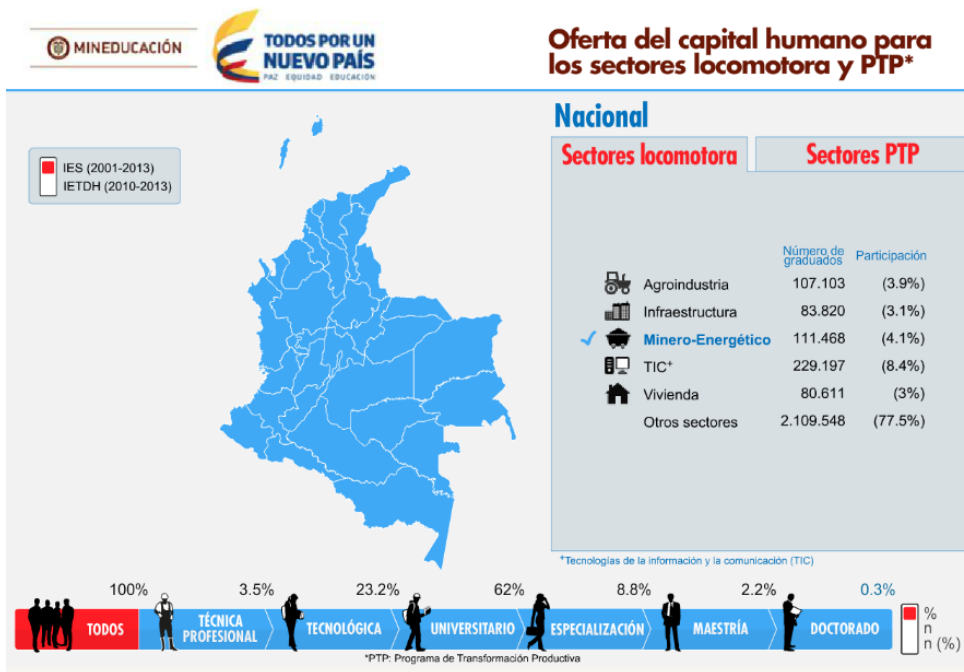 MINEDUCACIÓN
TODOS POR UN
NUEVO PAÍS
PAZ EQUIDAD EDUCACIÓN
Oferta del capital humano para
los sectores locomotora y PTP*
Nacional
Sectores locomotora
Sectores PTP
IES (2001-2013)
IETDH (2010-2013)
Número de
graduados
Participación
Agroindustria 107.103 (3.9%)
Infraestructura 83.820 (3.1%)
Minero-Energético 111.468 (4.1%)
TIC+ 229.197 (8.4%)
Vivienda 80.611 (3%)
Otros sectores 2.109.548 (77.5%)
+Tecnologías de la información y la comunicación (TIC)
100% 3.5% 23.2% 62% 8.8% 2.2% 0.3%
TODOS
TÉCNICA
PROFESIONAL
TECNOLÓGICA
UNIVERSITARIO
ESPECIALIZACIÓN
MAESTRÍA
DOCTORADO
%
n
n (%)
*PTP: Programa de Transformación Productiva